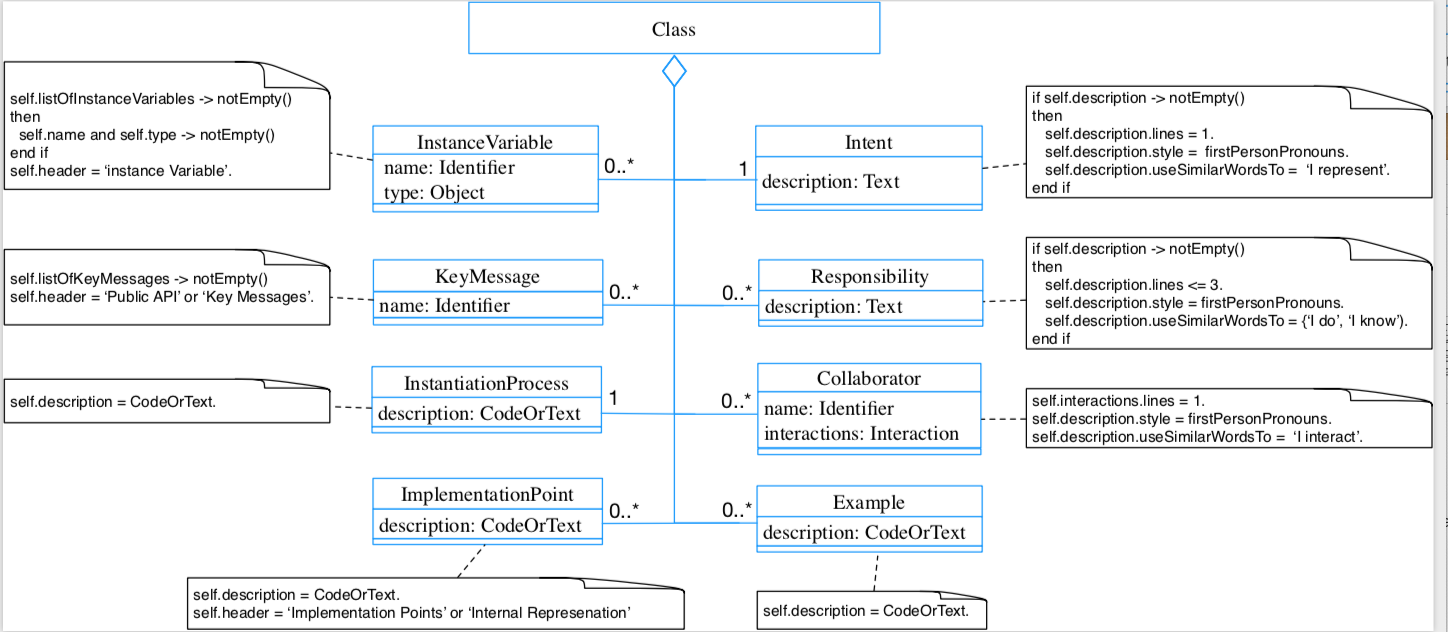 Class
self.listOfInstanceVariables -> notEmpty()
then
self.name and self.type -> notEmpty()
end if
self.header = ‘instance Variable’.
InstanceVariable
name: Identifier
type: Object
0..*
1
Intent
description: Text
if self.description -> notEmpty()
then
self.description.lines = 1.
self.description.style = firstPersonPronouns.
self.description.useSimilarWordsTo = ‘I represent’.
end if
self.listOfKeyMessages -> notEmpty()
self.header = ‘Public API’ or ‘Key Messages’.
KeyMessage
name: Identifier
0..*
0..*
Responsibility
description: Text
if self.description -> notEmpty()
then
self.description.lines <= 3.
self.description.style = firstPersonPronouns.
self.description.useSimilarWordsTo = {‘I do’, ‘I know’).
end if
self.description = CodeOrText.
InstantiationProcess
description: CodeOrText
1
0..*
Collaborator
name: Identifier
interactions: Interaction
self.interactions.lines = 1.
self.description.style = firstPersonPronouns.
self.description.useSimilarWordsTo = ‘I interact’.
ImplementationPoint
description: CodeOrText
0..*
0..*
Example
description: CodeOrText
self.description = CodeOrText.
self.header = ‘Implementation Points’ or ‘Internal Represenation’
self.description = CodeOrText.